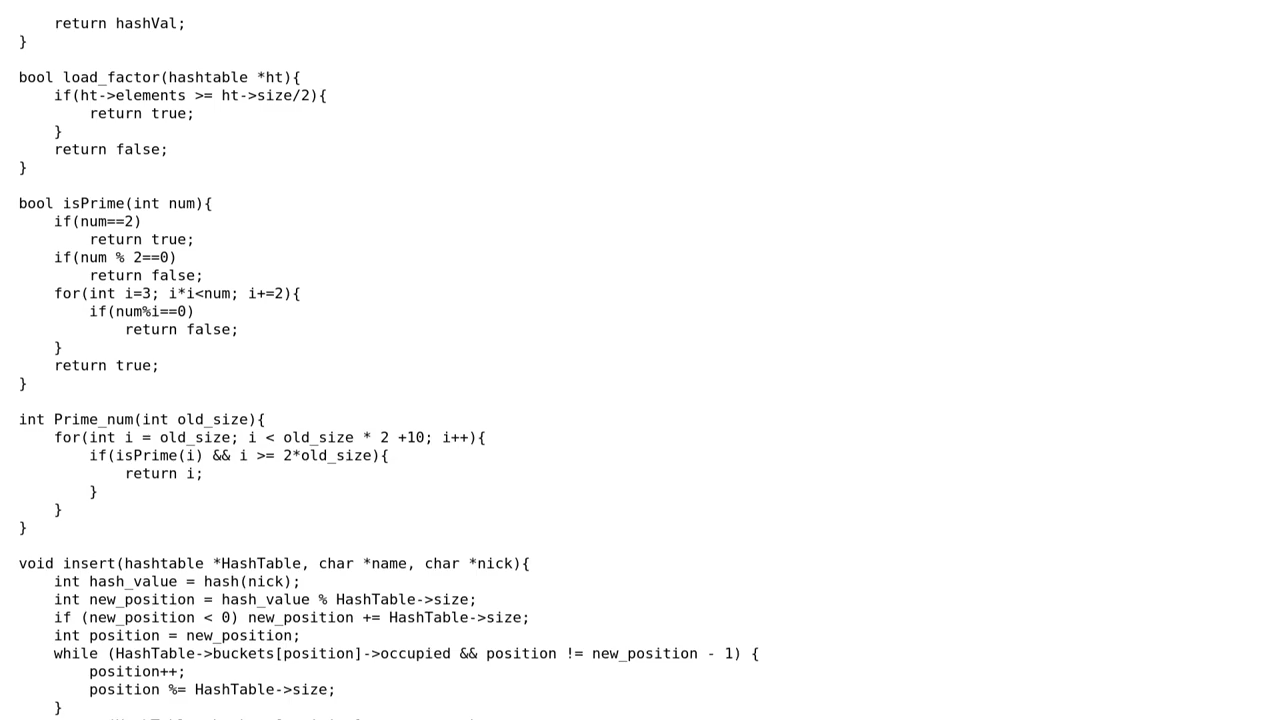 return hashVal;
}

bool load_factor(hashtable *ht){
    if(ht->elements >= ht->size/2){
        return true;
    }
    return false;
}

bool isPrime(int num){
    if(num==2)
        return true;
    if(num % 2==0)
        return false;
    for(int i=3; i*i<num; i+=2){
        if(num%i==0)
            return false;
    }
    return true;
}

int Prime_num(int old_size){
    for(int i = old_size; i < old_size * 2 +10; i++){
        if(isPrime(i) && i >= 2*old_size){
            return i;
        }
    }
}

void insert(hashtable *HashTable, char *name, char *nick){
    int hash_value = hash(nick);
    int new_position = hash_value % HashTable->size;
    if (new_position < 0) new_position += HashTable->size;
    int position = new_position;
    while (HashTable->buckets[position]->occupied && position != new_position - 1) {
        position++;
        position %= HashTable->size;
    }